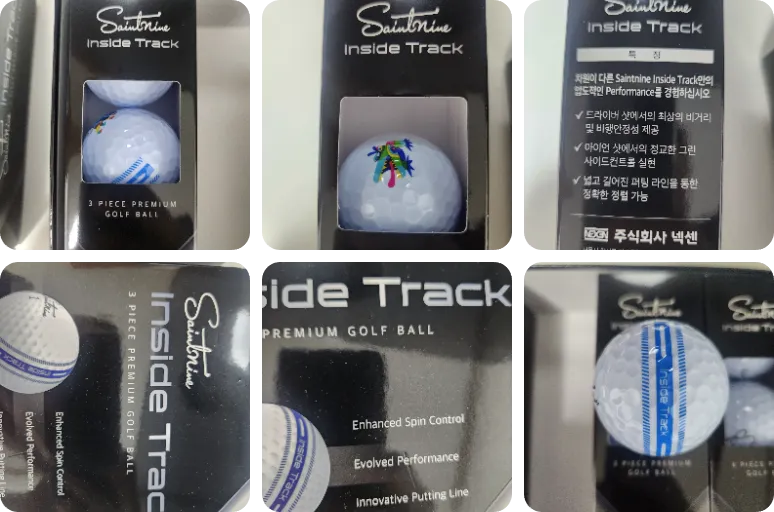 Saintnine
Inside Track
3 PIECE PREMIUM
GOLF BALL
Saintnine
Inside Track
Saintnine
Inside Track
특 징
차원이 다른 Saintnine Inside Track만의
압도적인 Performance를 경험하십시오
✓ 드라이버 샷에서의 최상의 비거리
및 비행안정성 제공
✓ 아이언 샷에서의 정교한 그린
사이드컨트롤 실현
✓ 넓고 길어진 퍼팅 라인을 통한
정확한 정렬 가능
주식회사 넥센
Saintnine
Inside Trac
3 PIECE PREMIUM GOLF BALL
Inside Track
Enhanced Spin Control
Evolved Performance
Innovative Putting Line
side Track
PREMIUM GOLF BALL
Inside Track
Enhanced Spin Control
Evolved Performance
Innovative Putting Line
Saintnine
Inside Track
3 PIECE PREMIUM
GOLF BALL